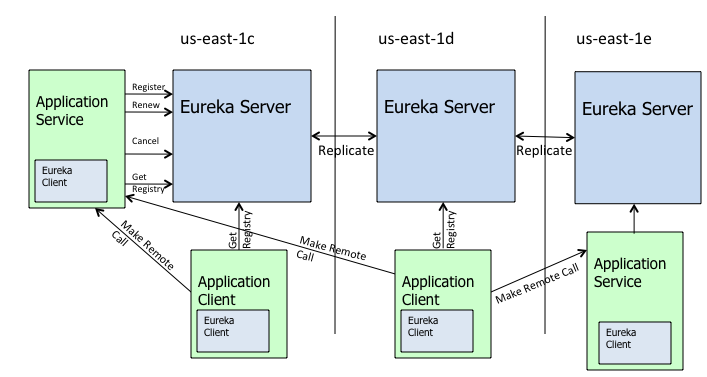 us-east-1c
us-east-1d
us-east-1e
Application
Service
Eureka
Client
Register
Renew
Cancel
Get
Registry
Eureka Server
Replicate
Eureka Server
Replicate
Eureka Server
Make Remote
Call
Get
Registry
Make Remote
Call
Get
Registry
Make Remote Call
Application
Client
Eureka
Client
Application
Client
Eureka
Client
Application
Service
Eureka
Client